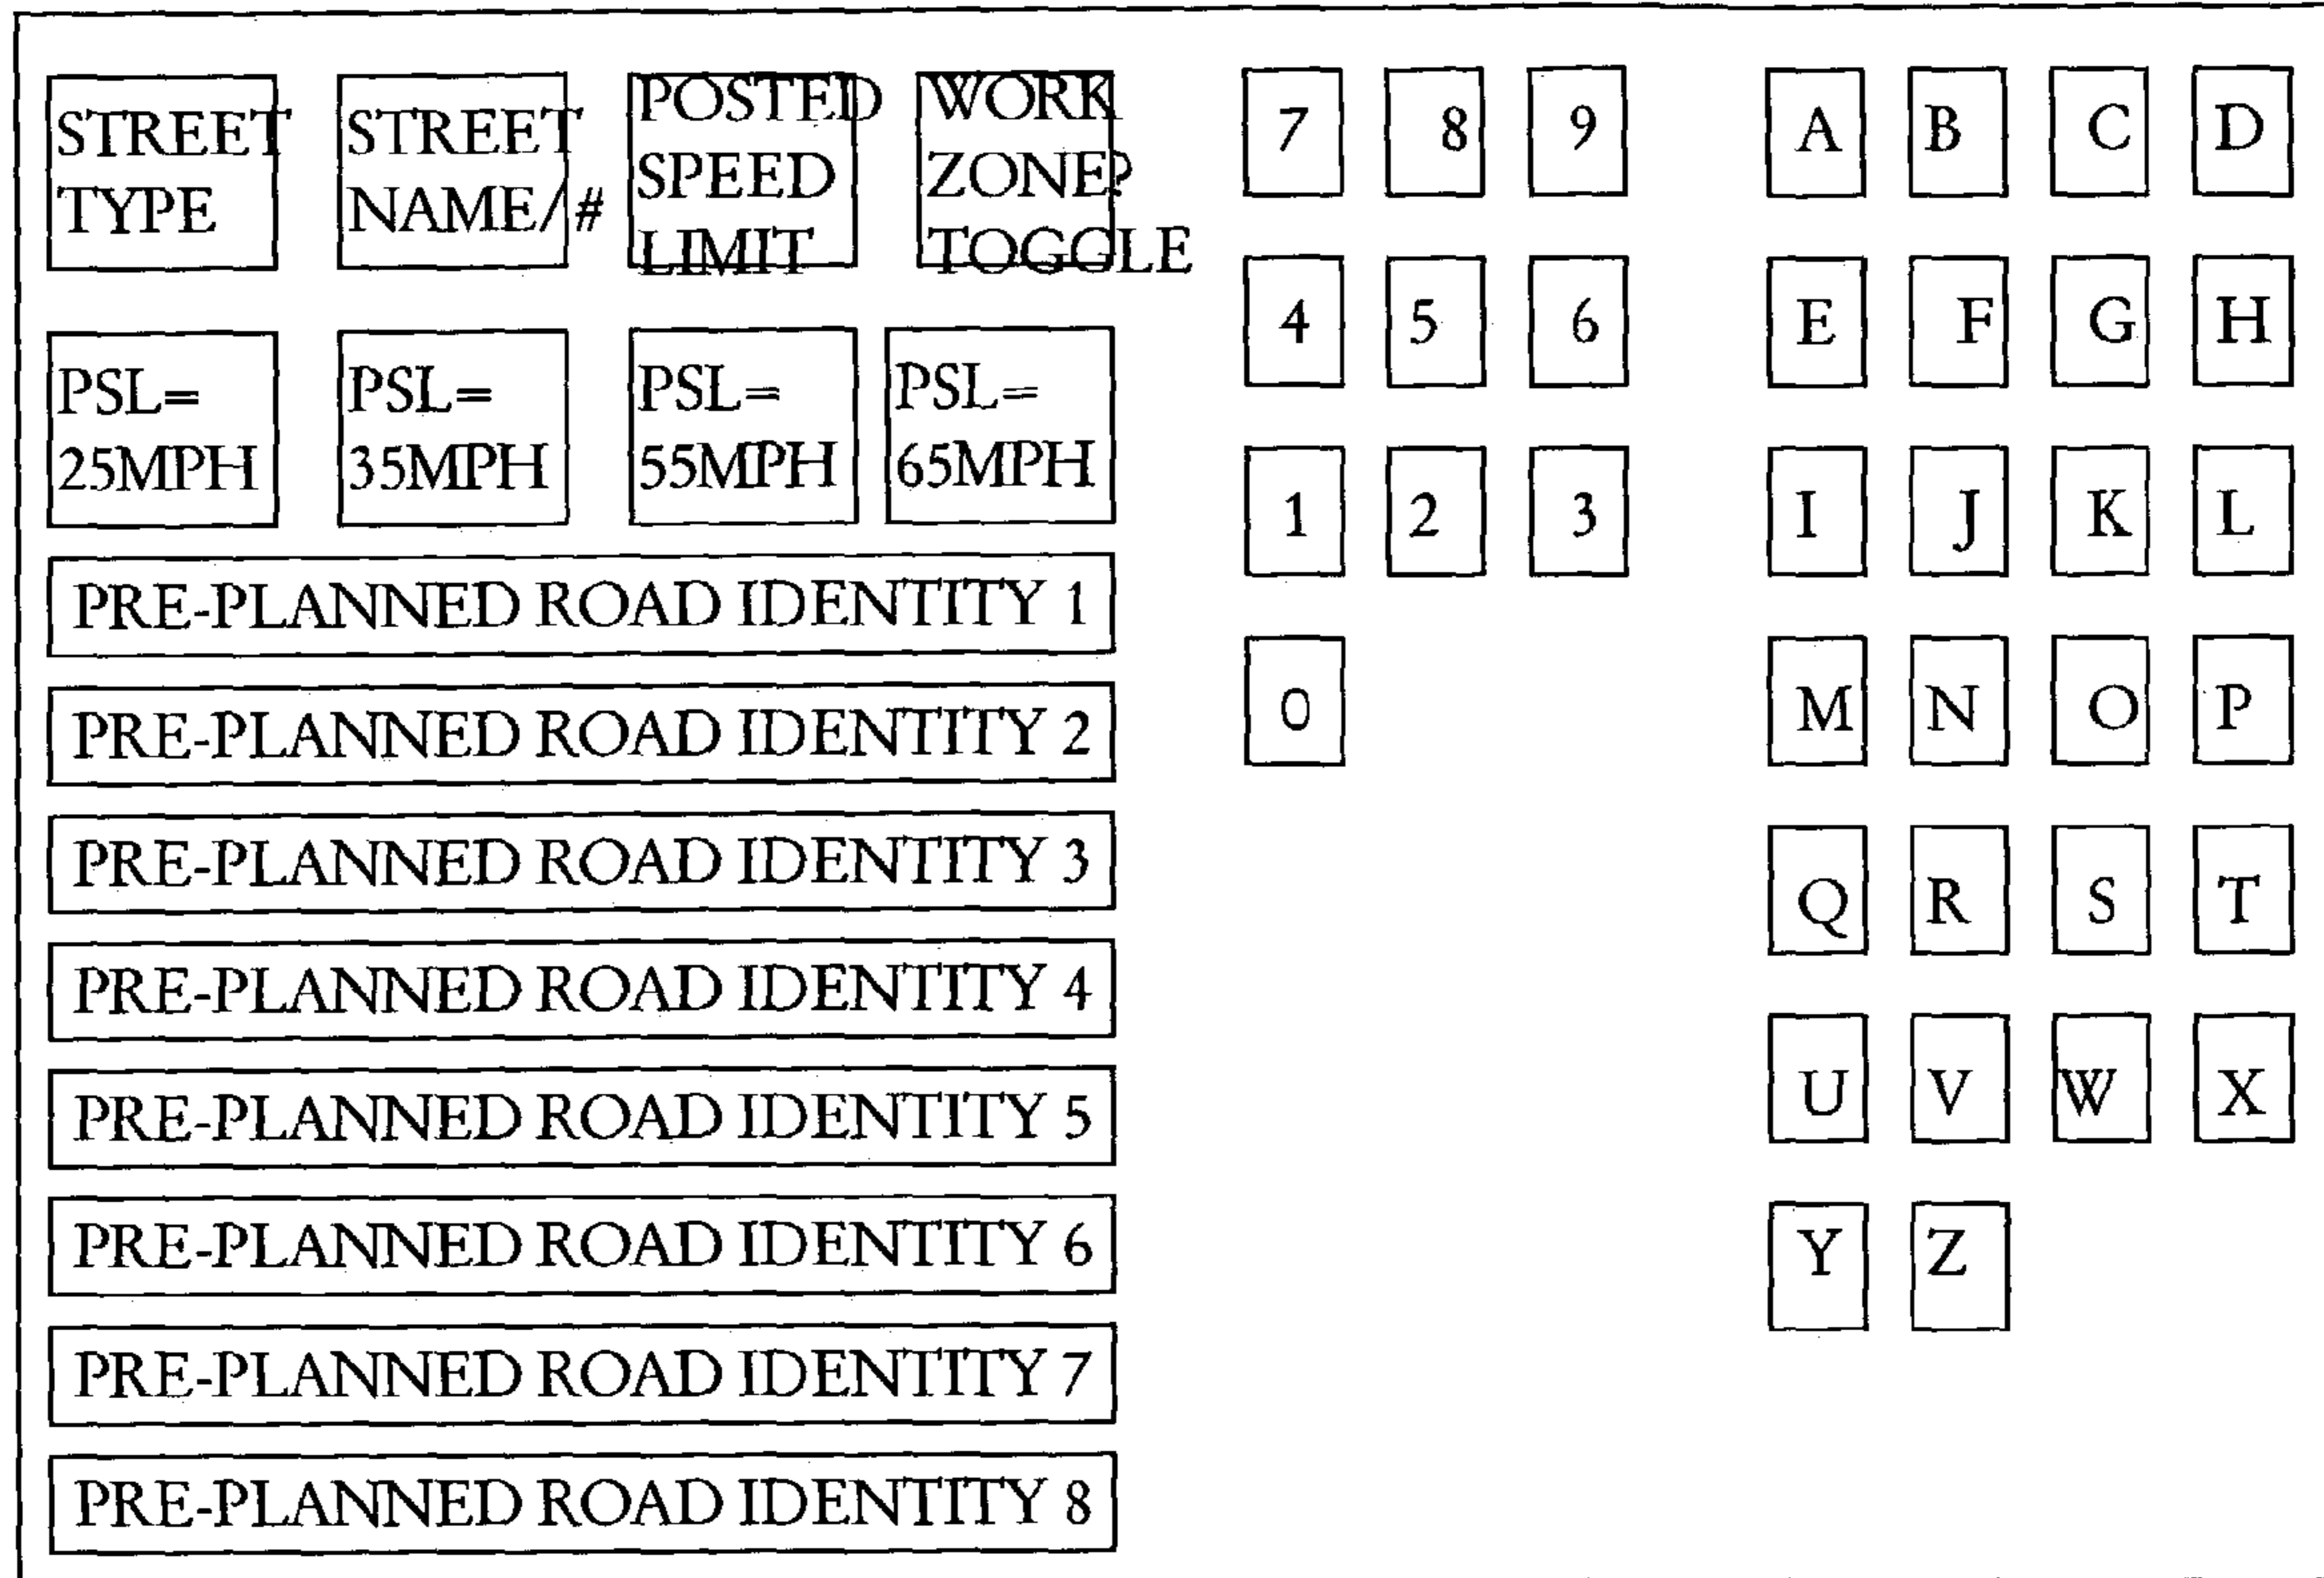 STREET
TYPE
STREET
NAME/#
POSTED
SPEED
LIMIT
WORK
ZONE?
TOGGLE
PSL=
25MPH
PSL=
35MPH
PSL=
55MPH
PSL=
65MPH
PRE-PLANNED ROAD IDENTITY 1
PRE-PLANNED ROAD IDENTITY 2
PRE-PLANNED ROAD IDENTITY 3
PRE-PLANNED ROAD IDENTITY 4
PRE-PLANNED ROAD IDENTITY 5
PRE-PLANNED ROAD IDENTITY 6
PRE-PLANNED ROAD IDENTITY 7
PRE-PLANNED ROAD IDENTITY 8
7 8 9
4 5 6
1 2 3
0
A B C D
E F G H
I J K L
M N O P
Q R S T
U V W X
Y Z